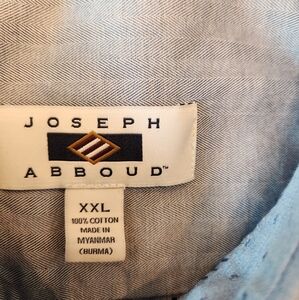 JOSEPH
ABBOUD™
XXL
100% COTTON
MADE IN
MYANMAR
(BURMA)